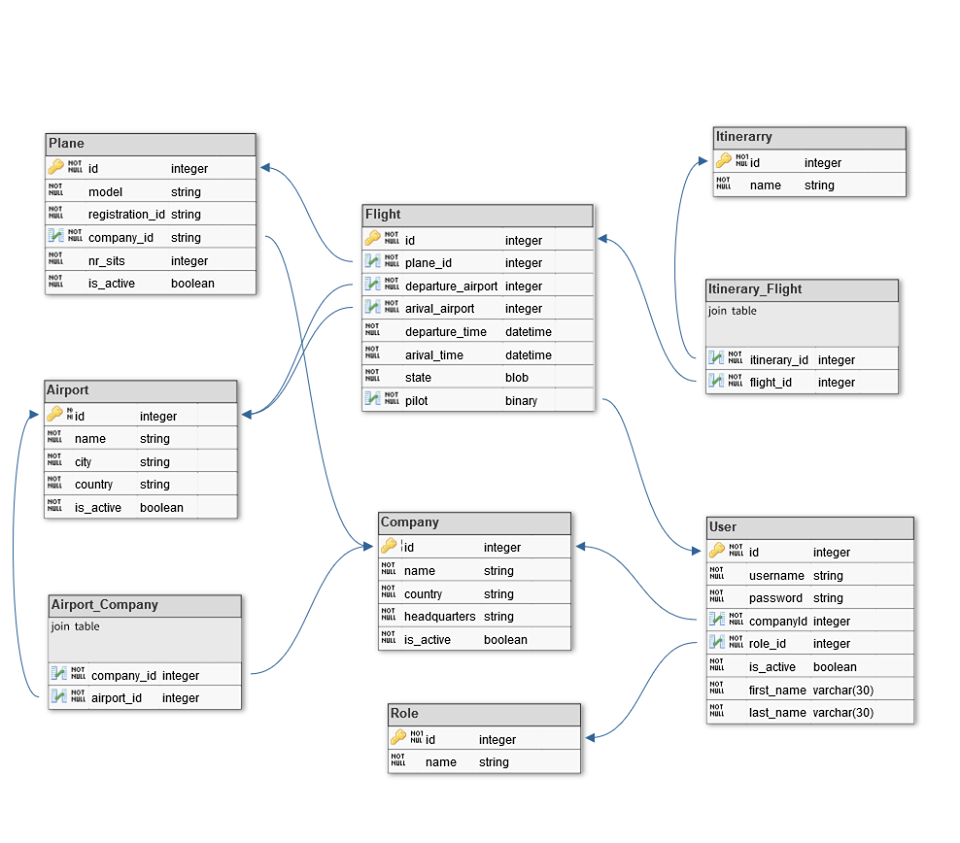 Plane
NOT NULL id integer
NOT NULL model string
NOT NULL registration_id string
NOT NULL company_id string
NOT NULL nr_sits integer
NOT NULL is_active boolean
Flight
NOT NULL id integer
NOT NULL plane_id integer
NOT NULL departure_airport integer
NOT NULL arival_airport integer
NOT NULL departure_time datetime
NOT NULL arival_time datetime
NOT NULL state blob
NOT NULL pilot binary
Itinerarry
NOT NULL id integer
NOT NULL name string
Itinerary_Flight
join table
NOT NULL itinerary_id integer
NOT NULL flight_id integer
Airport
id integer
NOT NULL name string
NOT NULL city string
NOT NULL country string
NOT NULL is_active boolean
Company
id integer
NOT NULL name string
NOT NULL country string
NOT NULL headquarters string
NOT NULL is_active boolean
User
NOT NULL id integer
NOT NULL username string
NOT NULL password string
NOT NULL companyId integer
NOT NULL role_id integer
NOT NULL is_active boolean
NOT NULL first_name varchar(30)
NOT NULL last_name varchar(30)
Airport_Company
join table
NOT NULL company_id integer
NOT NULL airport_id integer
Role
NOT NUL id integer
NOT NULL name string